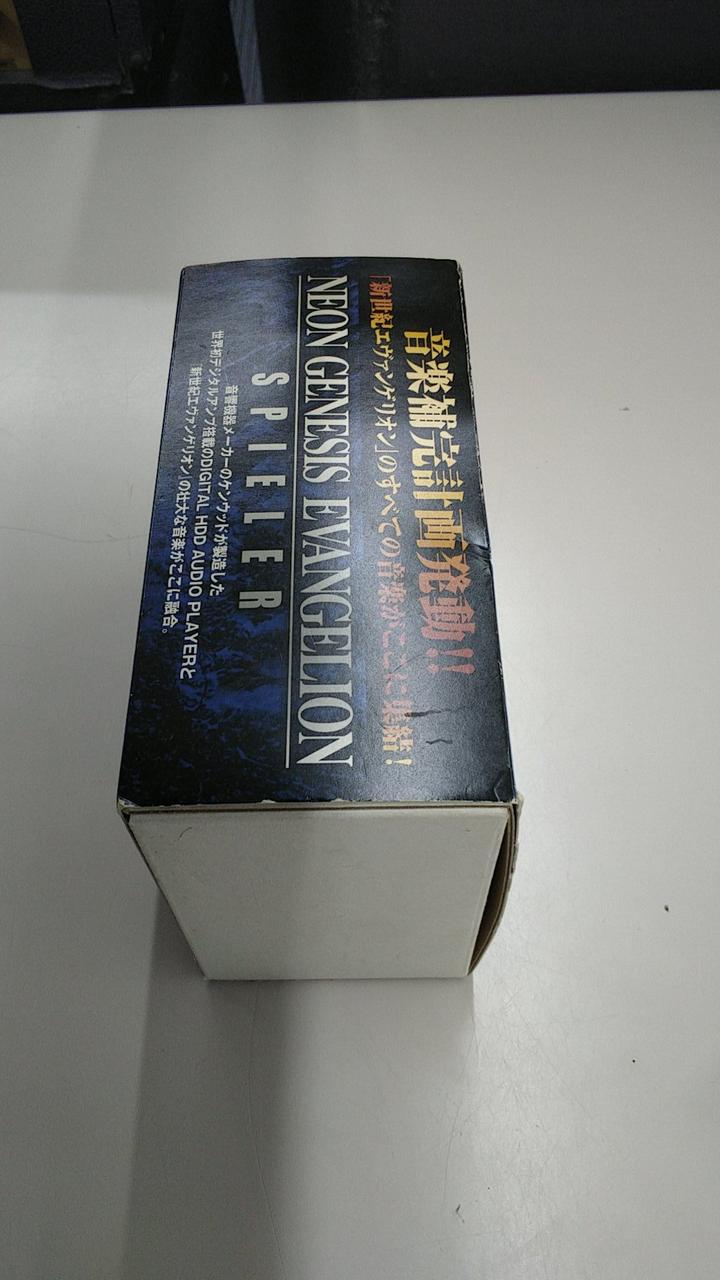 音楽補完計画発動!!
「新世紀エヴァンゲリオン」のすべての音楽がここに集結!
NEON GENESIS EVANGELION
SPIELER
音響機器メーカーのケンウッドが製造した
世界初デジタルアンプ搭載のDIGITAL HDD AUDIO PLAYERと
「新世紀エヴァンゲリオン」の壮大な音楽がここに融合。